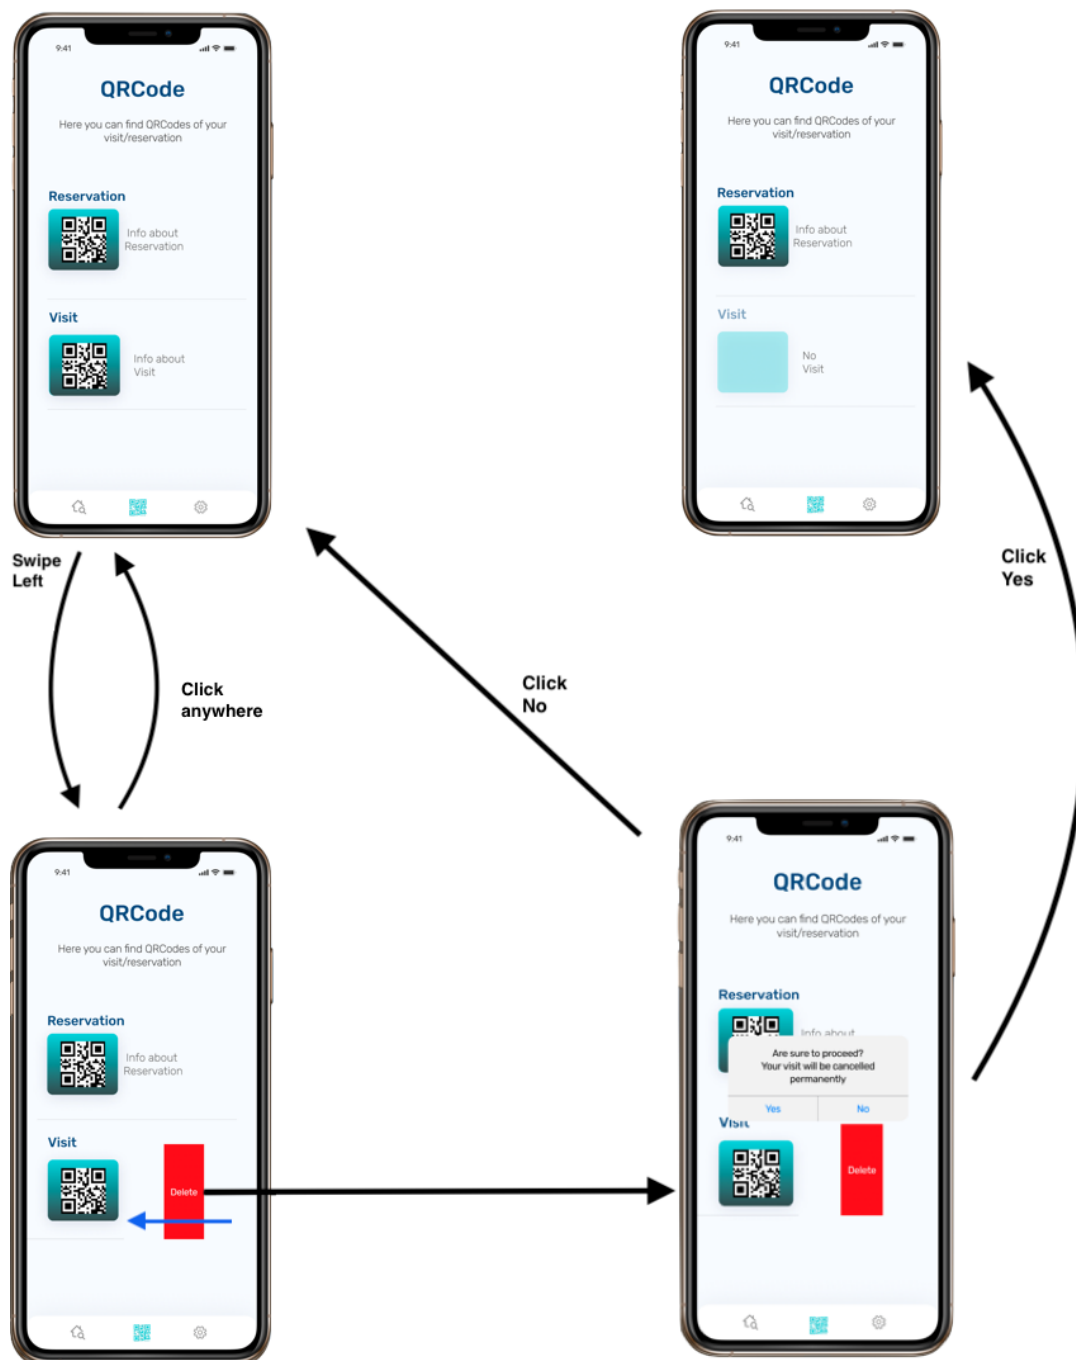 9:41
QRCode
Here you can find QRCodes of your
visit/reservation
Reservation
Info about
Reservation
Visit
Info about
Visit
9:41
QRCode
Here you can find QRCodes of your
visit/reservation
Reservation
Info about
Reservation
Visit
No
Visit
Swipe
Left
Click
anywhere
Click
No
Click
Yes
9:41
QRCode
Here you can find QRCodes of your
visit/reservation
Reservation
Info about
Reservation
Visit
Delete
9:41
QRCode
Here you can find QRCodes of your
visit/reservation
Reservation
Info about
Are sure to proceed?
Your visit will be cancelled
permanently
Yes
No
Visit
Delete